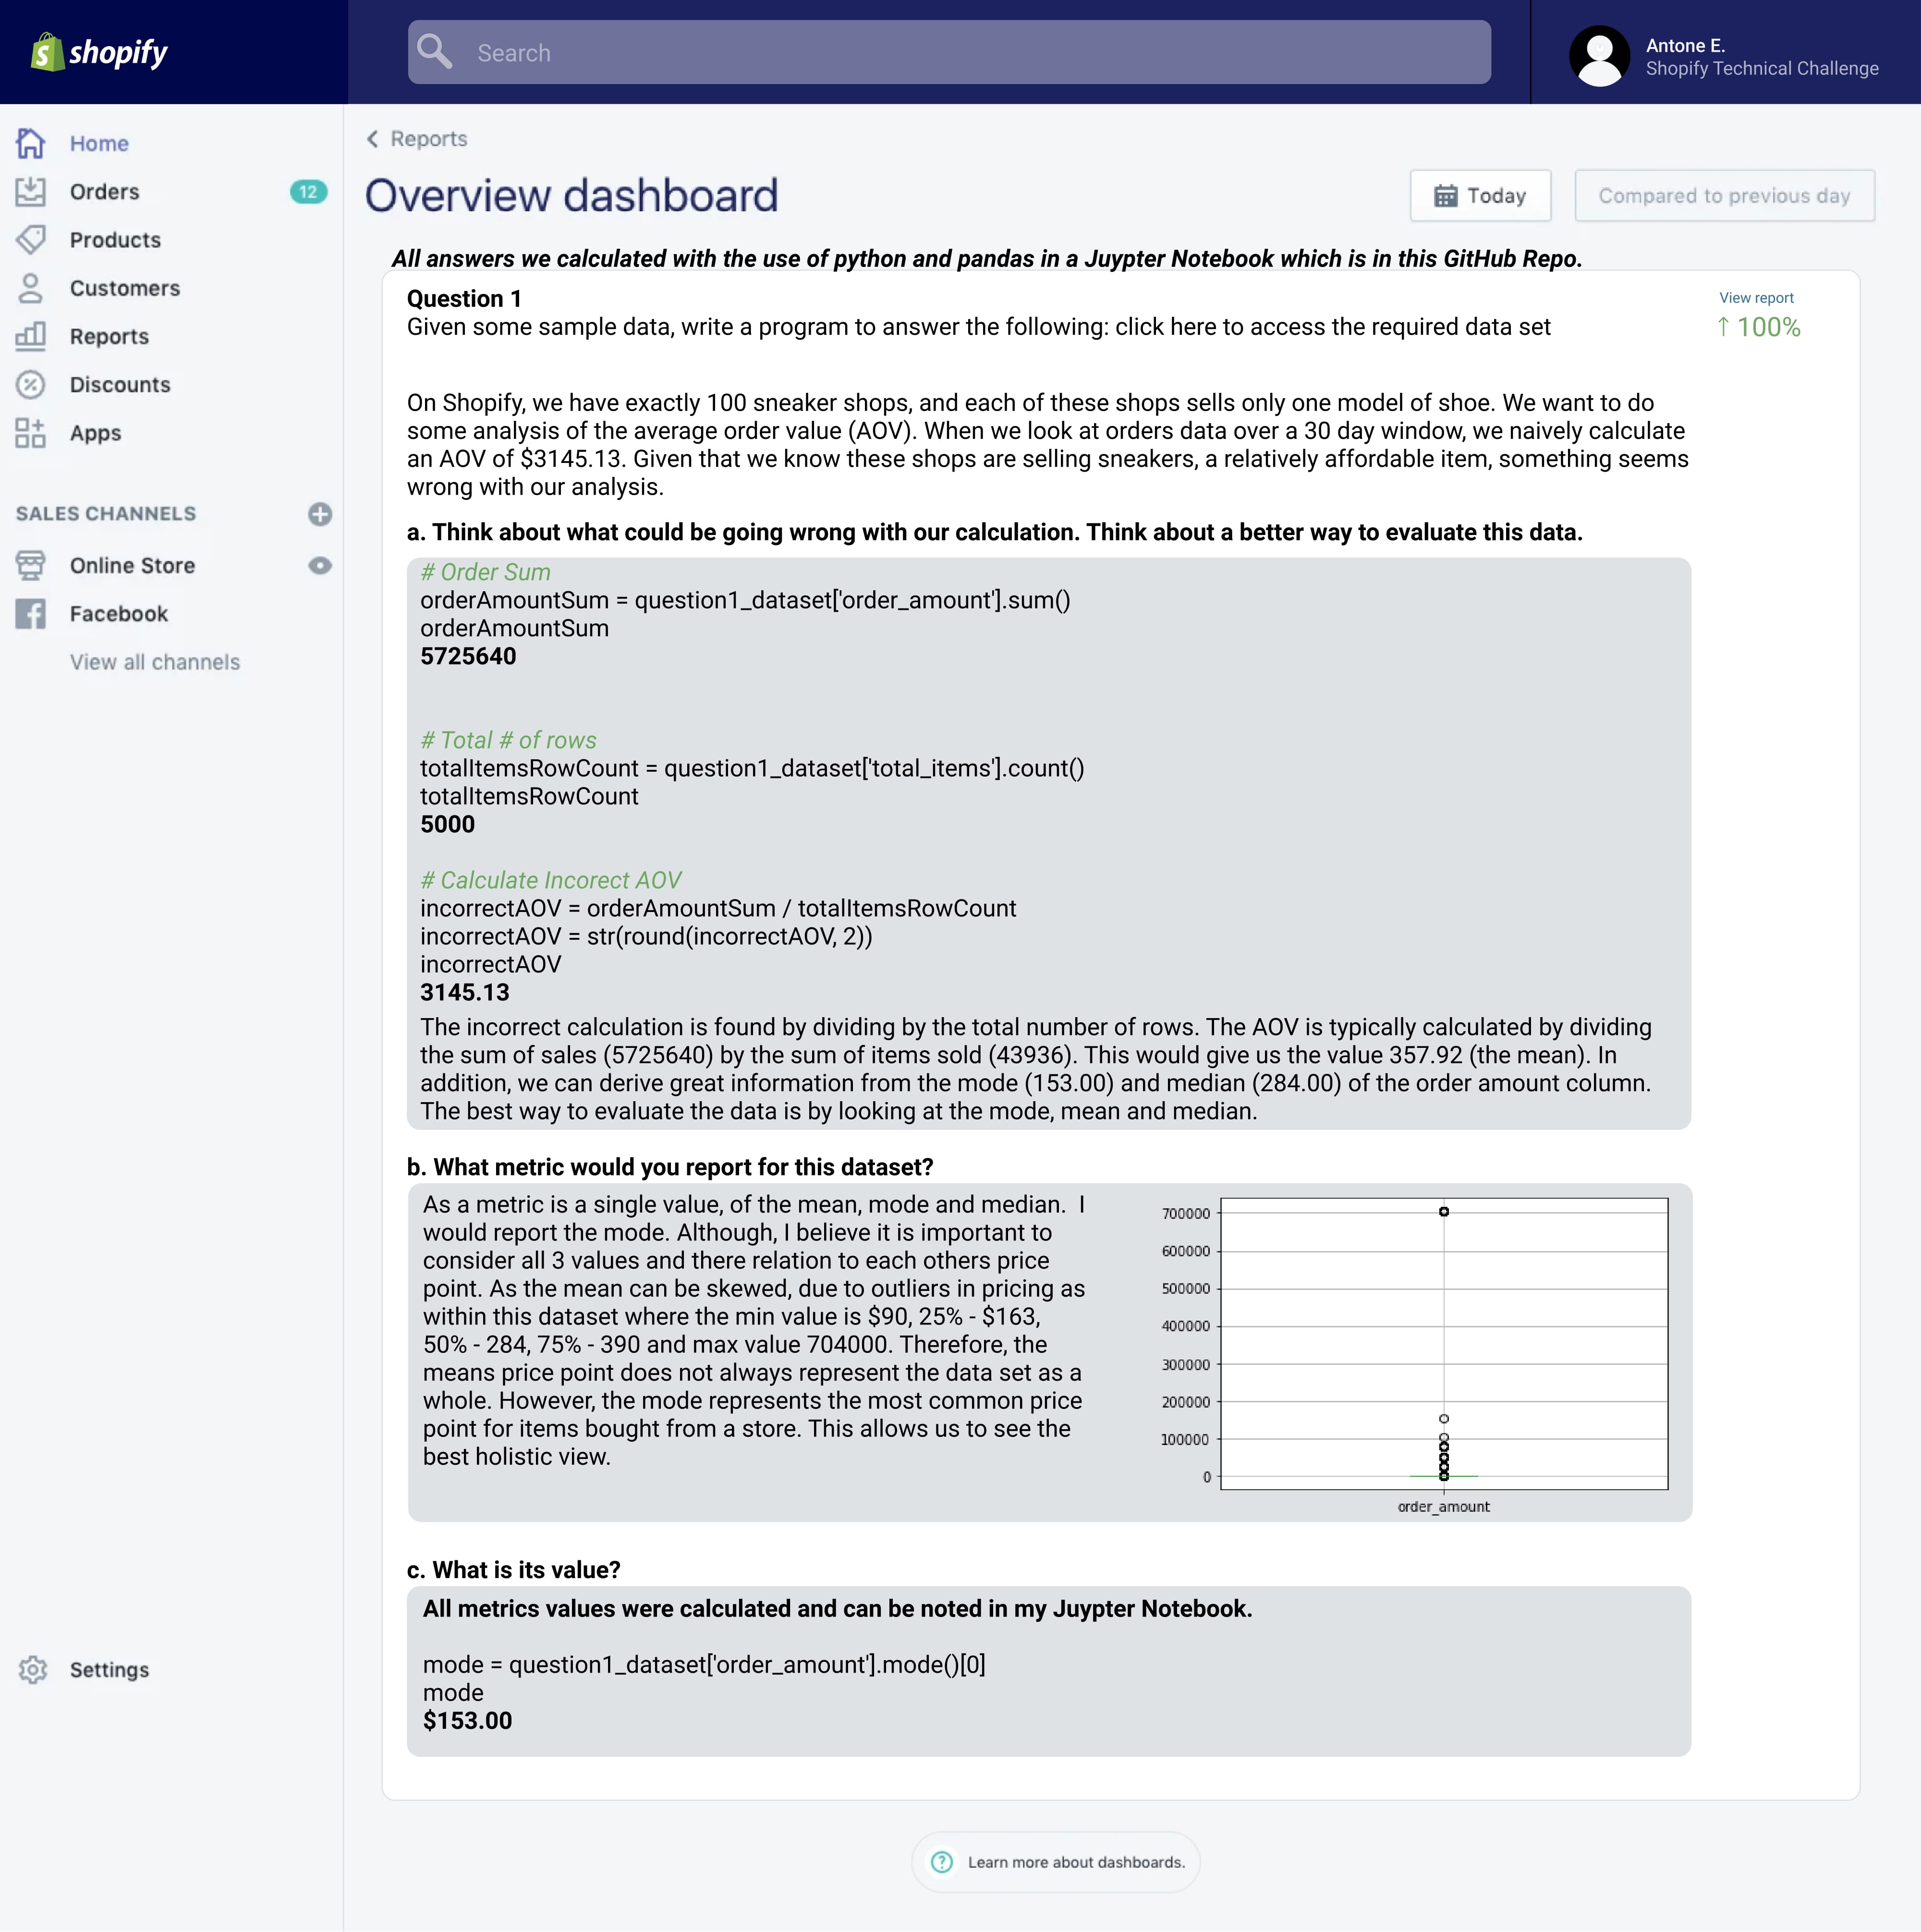 shopify
Search
Antone E.
Shopify Technical Challenge
Home
Orders
12
Products
Customers
Reports
Discounts
Apps
SALES CHANNELS
Online Store
Facebook
View all channels
Settings
Reports
Overview dashboard
Today
Compared to previous day
All answers we calculated with the use of python and pandas in a Juypter Notebook which is in this GitHub Repo.
Question 1
Given some sample data, write a program to answer the following: click here to access the required data set
View report
↑ 100%
On Shopify, we have exactly 100 sneaker shops, and each of these shops sells only one model of shoe. We want to do
some analysis of the average order value (AOV). When we look at orders data over a 30 day window, we naively calculate
an AOV of $3145.13. Given that we know these shops are selling sneakers, a relatively affordable item, something seems
wrong with our analysis.
a. Think about what could be going wrong with our calculation. Think about a better way to evaluate this data.
# Order Sum
orderAmountSum = question1_dataset['order_amount'].sum()
orderAmountSum
5725640
# Total # of rows
totalItemsRowCount = question1_dataset['total_items'].count()
totalItemsRowCount
5000
# Calculate Incorect AOV
incorrectAOV = orderAmountSum / totalItemsRowCount
incorrectAOV = str(round(incorrectAOV, 2))
incorrectAOV
3145.13
The incorrect calculation is found by dividing by the total number of rows. The AOV is typically calculated by dividing
the sum of sales (5725640) by the sum of items sold (43936). This would give us the value 357.92 (the mean). In
addition, we can derive great information from the mode (153.00) and median (284.00) of the order amount column.
The best way to evaluate the data is by looking at the mode, mean and median.
b. What metric would you report for this dataset?
As a metric is a single value, of the mean, mode and median. I
would report the mode. Although, I believe it is important to
consider all 3 values and there relation to each others price
point. As the mean can be skewed, due to outliers in pricing as
within this dataset where the min value is $90, 25% - $163,
50% - 284, 75% - 390 and max value 704000. Therefore, the
means price point does not always represent the data set as a
whole. However, the mode represents the most common price
point for items bought from a store. This allows us to see the
best holistic view.
700000
600000
500000
400000
300000
200000
100000
0
order_amount
c. What is its value?
All metrics values were calculated and can be noted in my Juypter Notebook.
mode = question1_dataset['order_amount'].mode()[0]
mode
$153.00
Learn more about dashboards.